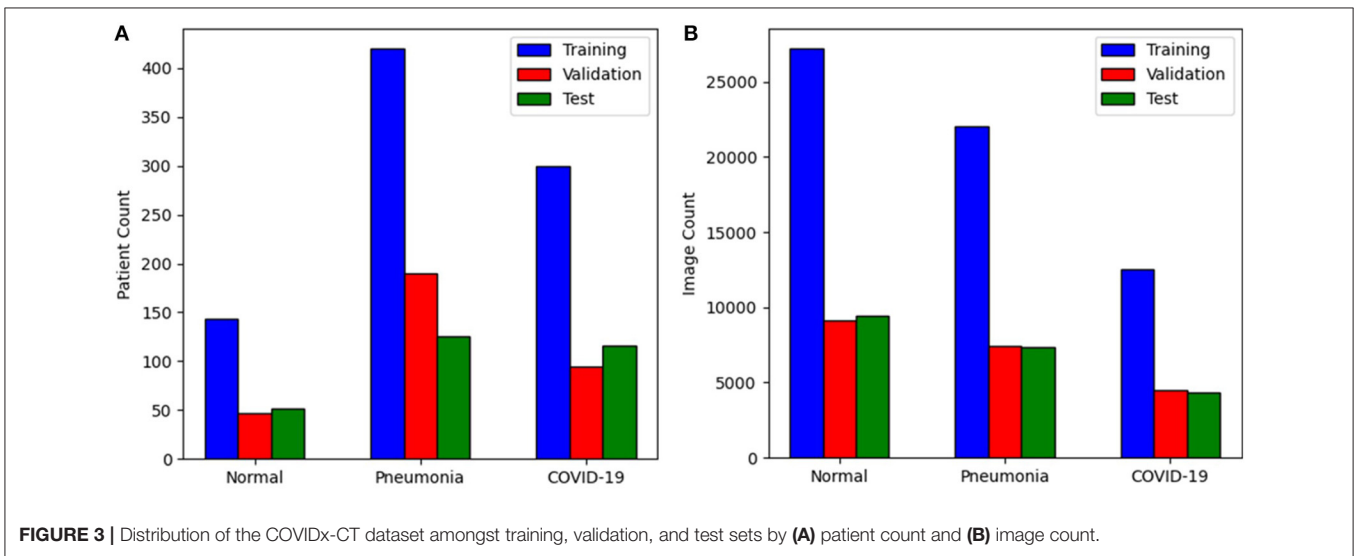 A
400
350
300
250
200
150
100
50
0
Patient Count
Training
Validation
Test
Normal Pneumonia COVID-19
B
25000
20000
15000
10000
5000
0
Image Count
Training
Validation
Test
Normal Pneumonia COVID-19
FIGURE 3 | Distribution of the COVIDx-CT dataset amongst training, validation, and test sets by (A) patient count and (B) image count.